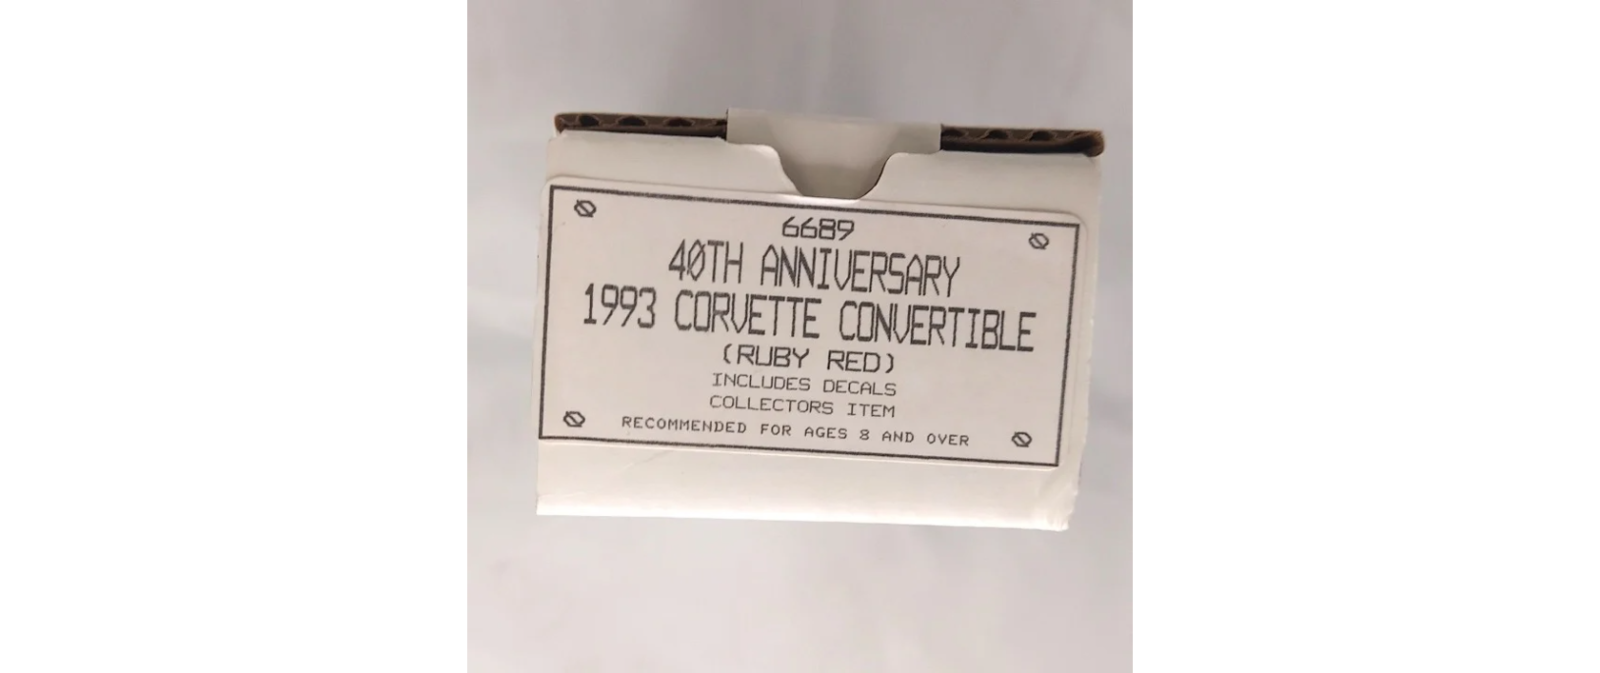 6689
40TH ANNIVERSARY
1993 CORVETTE CONVERTIBLE
(RUBY RED)
INCLUDES DECALS
COLLECTORS ITEM
RECOMMENDED FOR AGES 8 AND OVER